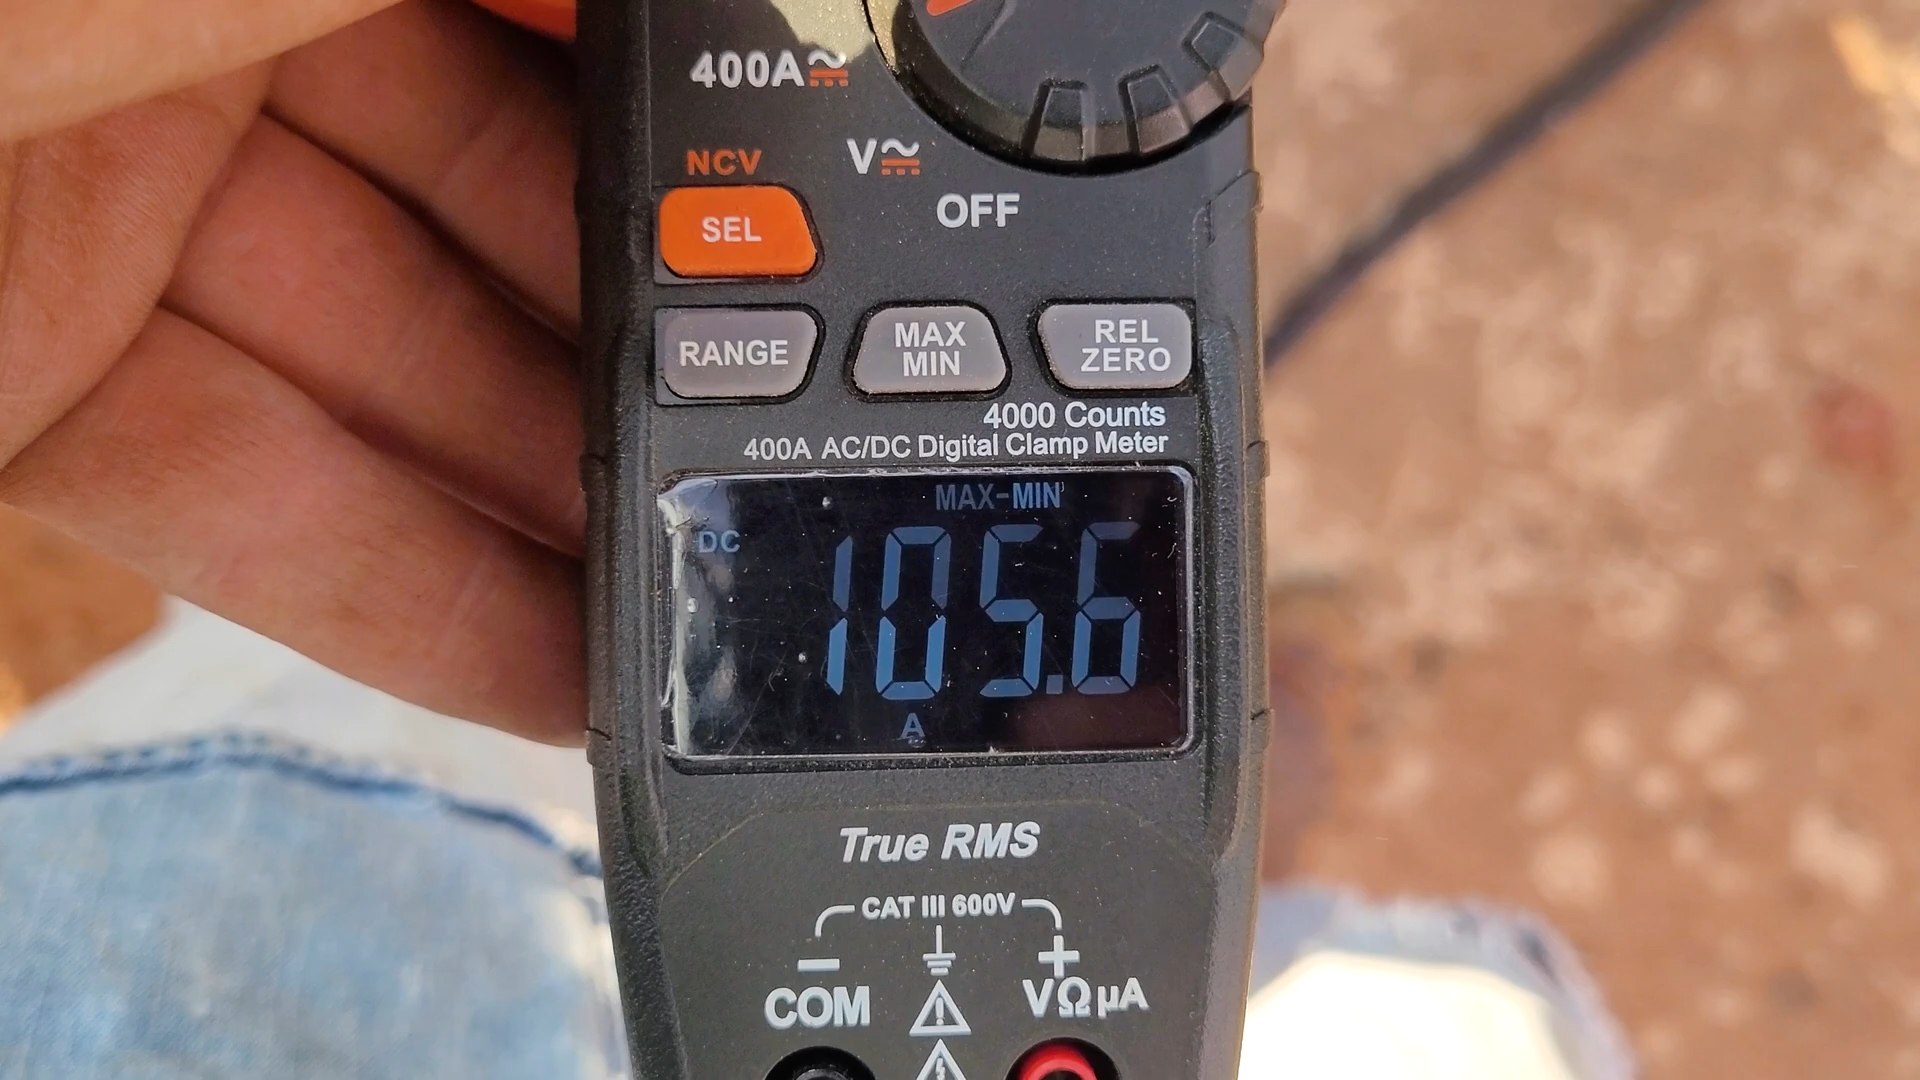 400A
NCV
V
SEL
OFF
RANGE
MAX
MIN
REL
ZERO
4000 Counts
400A AC/DC Digital Clamp Meter
MAX-MIN
DC
105.6
A
True RMS
CAT III 600V
− +
COM
VΩµA